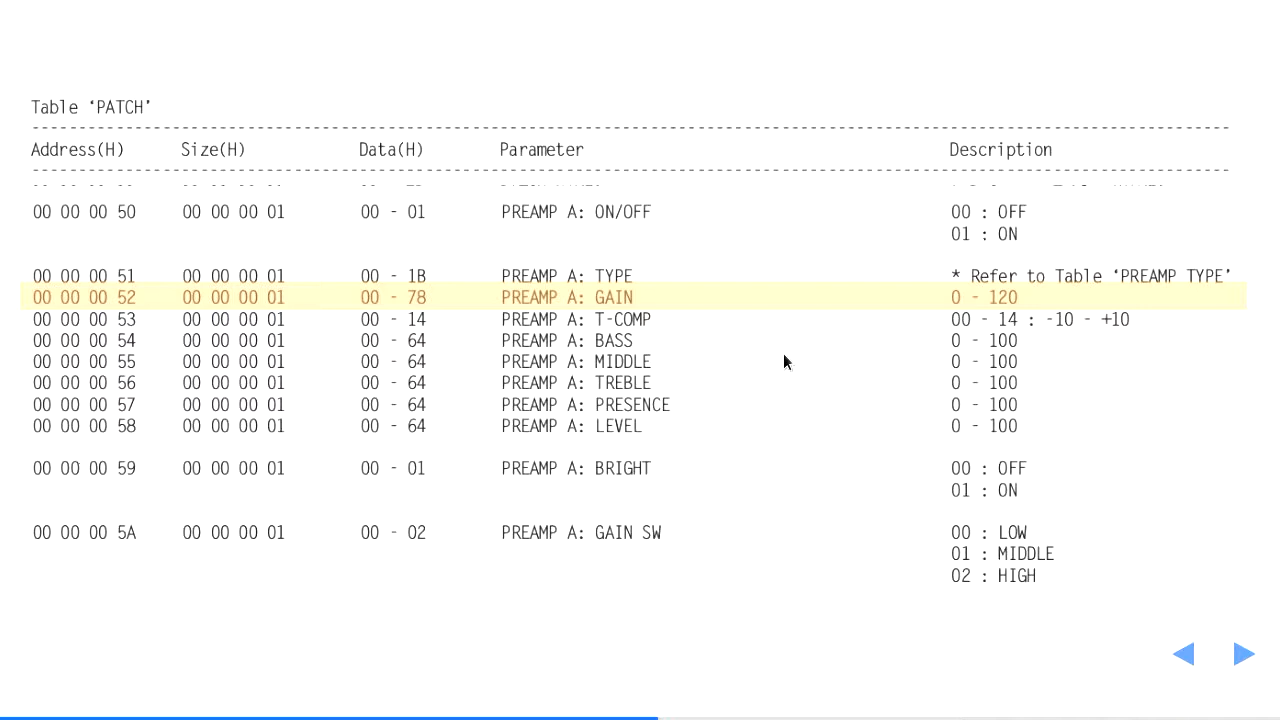 Table ‘PATCH’
Address(H) Size(H) Data(H) Parameter Description
00 00 00 50 00 00 00 01 00 - 01 PREAMP A: ON/OFF 00 : OFF
01 : ON
00 00 00 51 00 00 00 01 00 - 1B PREAMP A: TYPE * Refer to Table ‘PREAMP TYPE’
00 00 00 52 00 00 00 01 00 - 78 PREAMP A: GAIN 0 - 120
00 00 00 53 00 00 00 01 00 - 14 PREAMP A: T-COMP 00 - 14 : -10 - +10
00 00 00 54 00 00 00 01 00 - 64 PREAMP A: BASS 0 - 100
00 00 00 55 00 00 00 01 00 - 64 PREAMP A: MIDDLE 0 - 100
00 00 00 56 00 00 00 01 00 - 64 PREAMP A: TREBLE 0 - 100
00 00 00 57 00 00 00 01 00 - 64 PREAMP A: PRESENCE 0 - 100
00 00 00 58 00 00 00 01 00 - 64 PREAMP A: LEVEL 0 - 100
00 00 00 59 00 00 00 01 00 - 01 PREAMP A: BRIGHT 00 : OFF
01 : ON
00 00 00 5A 00 00 00 01 00 - 02 PREAMP A: GAIN SW 00 : LOW
01 : MIDDLE
02 : HIGH